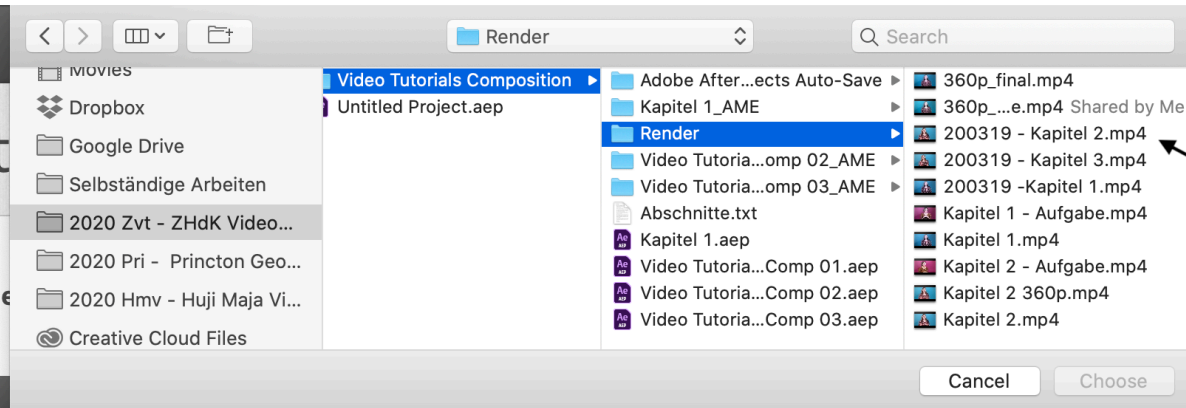 Render
Search
Movies
Dropbox
Google Drive
Selbständige Arbeiten
2020 Zvt - ZHdK Video...
2020 Pri -  Princton Geo...
2020 Hmv - Huji Maja Vi...
Creative Cloud Files
Video Tutorials Composition
Untitled Project.aep
Adobe After...ects Auto-Save
Kapitel 1_AME
Render
Video Tutoria...omp 02_AME
Video Tutoria...omp 03_AME
Abschnitte.txt
Kapitel 1.aep
Video Tutoria...Comp 01.aep
Video Tutoria...Comp 02.aep
Video Tutoria...Comp 03.aep
360p_final.mp4
360p_...e.mp4 Shared by Me
200319 - Kapitel 2.mp4
200319 - Kapitel 3.mp4
200319 -Kapitel 1.mp4
Kapitel 1 - Aufgabe.mp4
Kapitel 1.mp4
Kapitel 2 - Aufgabe.mp4
Kapitel 2 360p.mp4
Kapitel 2.mp4
Cancel
Choose